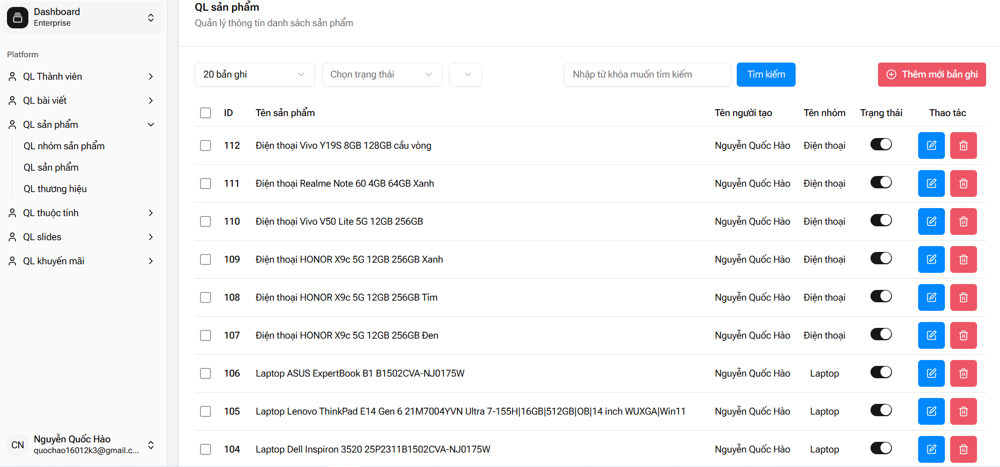 Dashboard
Enterprise
Platform
QL Thành viên
QL bài viết
QL sản phẩm
QL nhóm sản phẩm
QL sản phẩm
QL thương hiệu
QL thuộc tính
QL slides
QL khuyến mãi
CN
Nguyễn Quốc Hào
quochao16012k3@gmail.c...
QL sản phẩm
Quản lý thông tin danh sách sản phẩm
20 bản ghi Chọn trạng thái Nhập từ khóa muốn tìm kiếm Tìm kiếm Thêm mới bản ghi
ID Tên sản phẩm Tên người tạo Tên nhóm Trạng thái Thao tác
112 Điện thoại Vivo Y19S 8GB 128GB cầu vòng Nguyễn Quốc Hào Điện thoại
111 Điện thoại Realme Note 60 4GB 64GB Xanh Nguyễn Quốc Hào Điện thoại
110 Điện thoại Vivo V50 Lite 5G 12GB 256GB Nguyễn Quốc Hào Điện thoại
109 Điện thoại HONOR X9c 5G 12GB 256GB Xanh Nguyễn Quốc Hào Điện thoại
108 Điện thoại HONOR X9c 5G 12GB 256GB Tím Nguyễn Quốc Hào Điện thoại
107 Điện thoại HONOR X9c 5G 12GB 256GB Đen Nguyễn Quốc Hào Điện thoại
106 Laptop ASUS ExpertBook B1 B1502CVA-NJ0175W Nguyễn Quốc Hào Laptop
105 Laptop Lenovo ThinkPad E14 Gen 6 21M7004YVN Ultra 7-155H|16GB|512GB|OB|14 inch WUXGA|Win11 Nguyễn Quốc Hào Laptop
104 Laptop Dell Inspiron 3520 25P2311B1502CVA-NJ0175W Nguyễn Quốc Hào Laptop